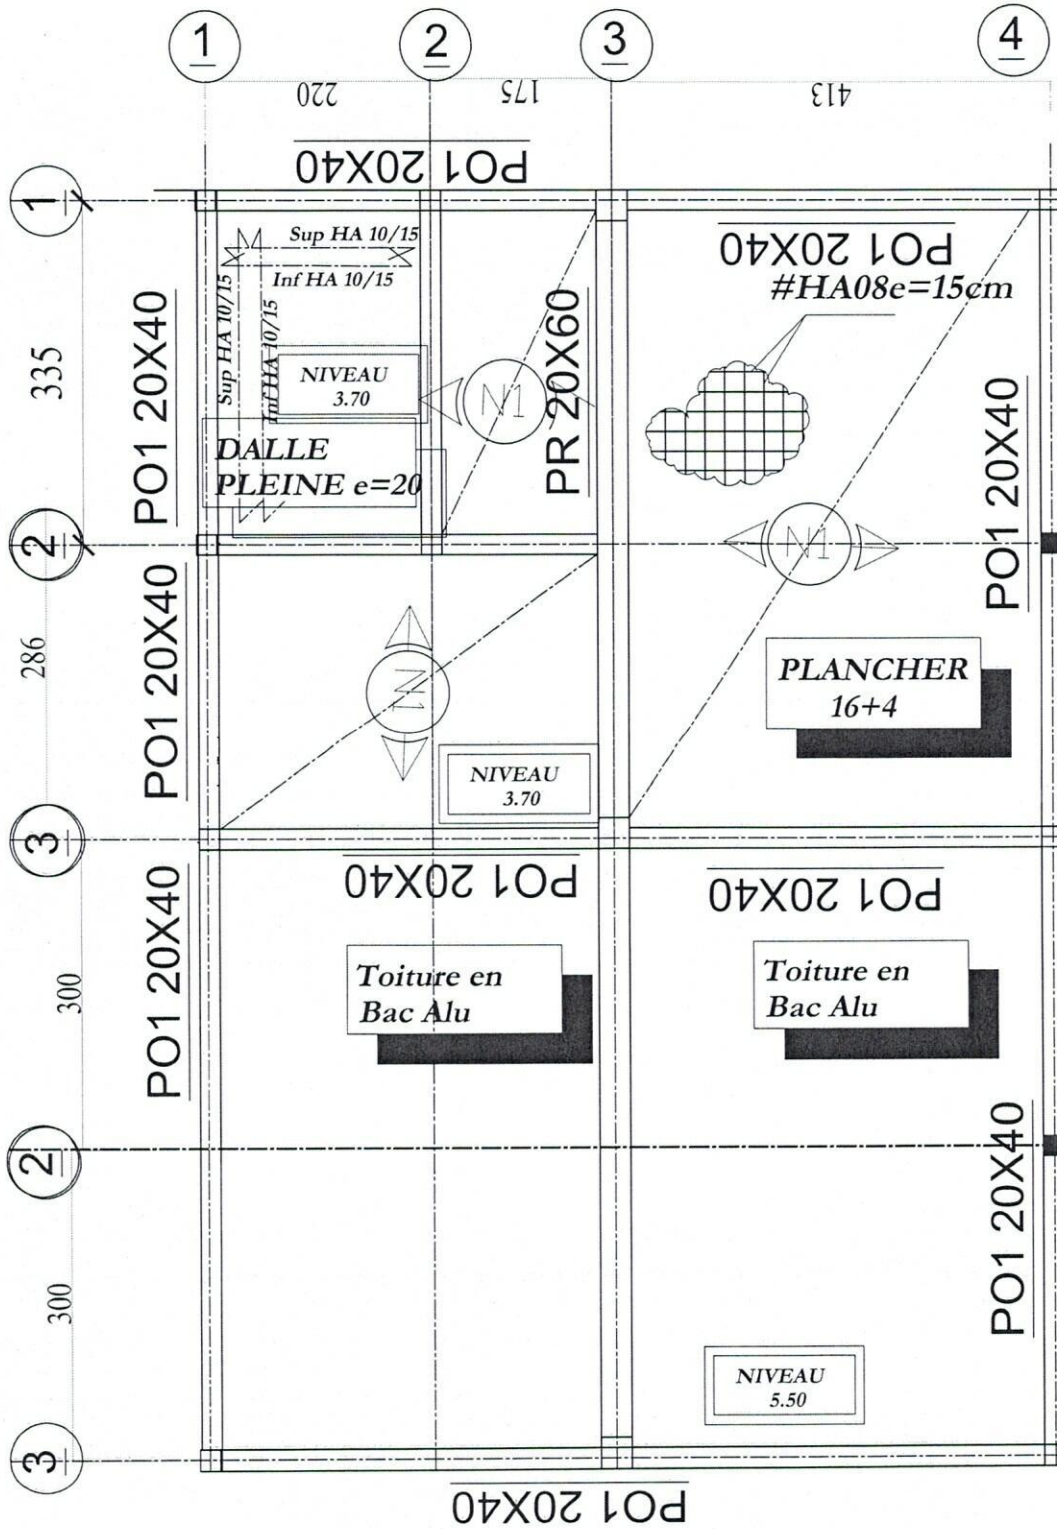 1
2
3
4
220
175
413
1
PO1 20X40
Sup HA 10/15
Inf HA 10/15
Sup HA 10/15
Inf HA 10/15
PO1 20X40
#HA08e=15cm
335
PO1 20X40
NIVEAU
3.70
N1
PR 20X60
PO1 20X40
DALLE
PLEINE e=20
2
N1
286
PO1 20X40
N1
PLANCHER
16+4
NIVEAU
3.70
3
PO1 20X40
PO1 20X40
PO1 20X40
300
Toiture en
Bac Alu
Toiture en
Bac Alu
2
PO1 20X40
300
NIVEAU
5.50
3
PO1 20X40